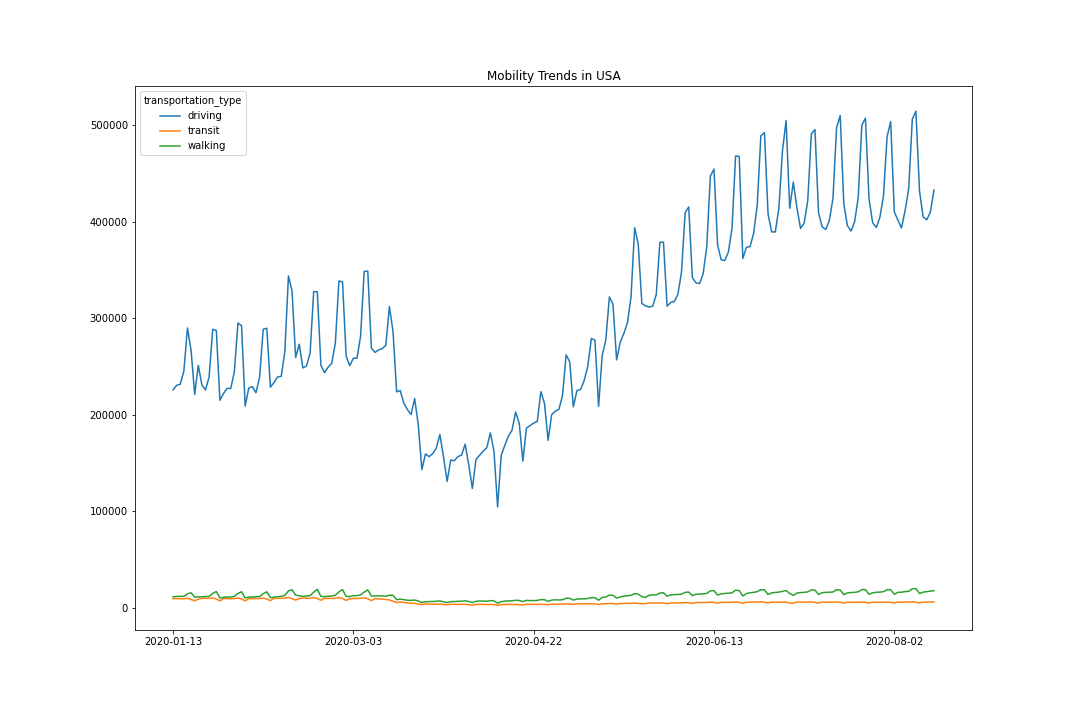 Mobility Trends in USA
transportation_type
driving
transit
walking
500000
400000
300000
200000
100000
0
2020-01-13 2020-03-03 2020-04-22 2020-06-13 2020-08-02